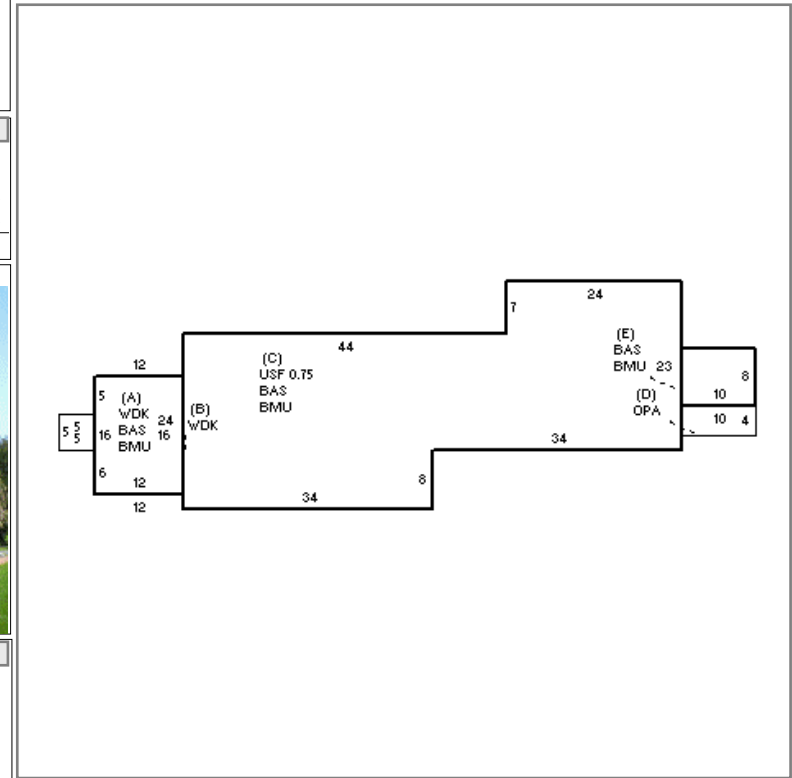 24
7
44
12
(E)
BAS
BMU 23
(C)
USF 0.75
BAS
BMU
8
10
(D)
OPA
10 4
5
(A)
WDK
BAS
BMU
24
16
(B)
WDK
5 5
5
16
6
12
12
34
8
34